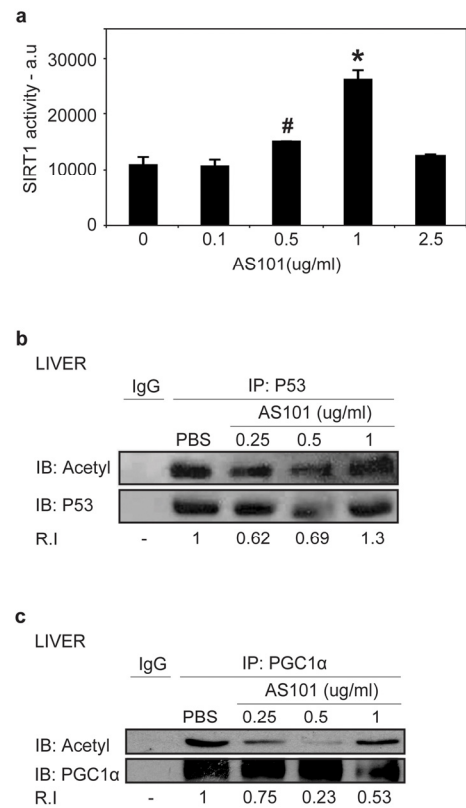 a
SIRT1 activity - a.u
30000
20000
10000
0
#
*
0 0.1 0.5 1 2.5
AS101(ug/ml)
b
LIVER
IgG IP: P53
AS101 (ug/ml)
PBS 0.25 0.5 1
IB: Acetyl
IB: P53
R.I - 1 0.62 0.69 1.3
c
LIVER
IgG IP: PGC1α
AS101 (ug/ml)
PBS 0.25 0.5 1
IB: Acetyl
IB: PGC1α
R.I - 1 0.75 0.23 0.53